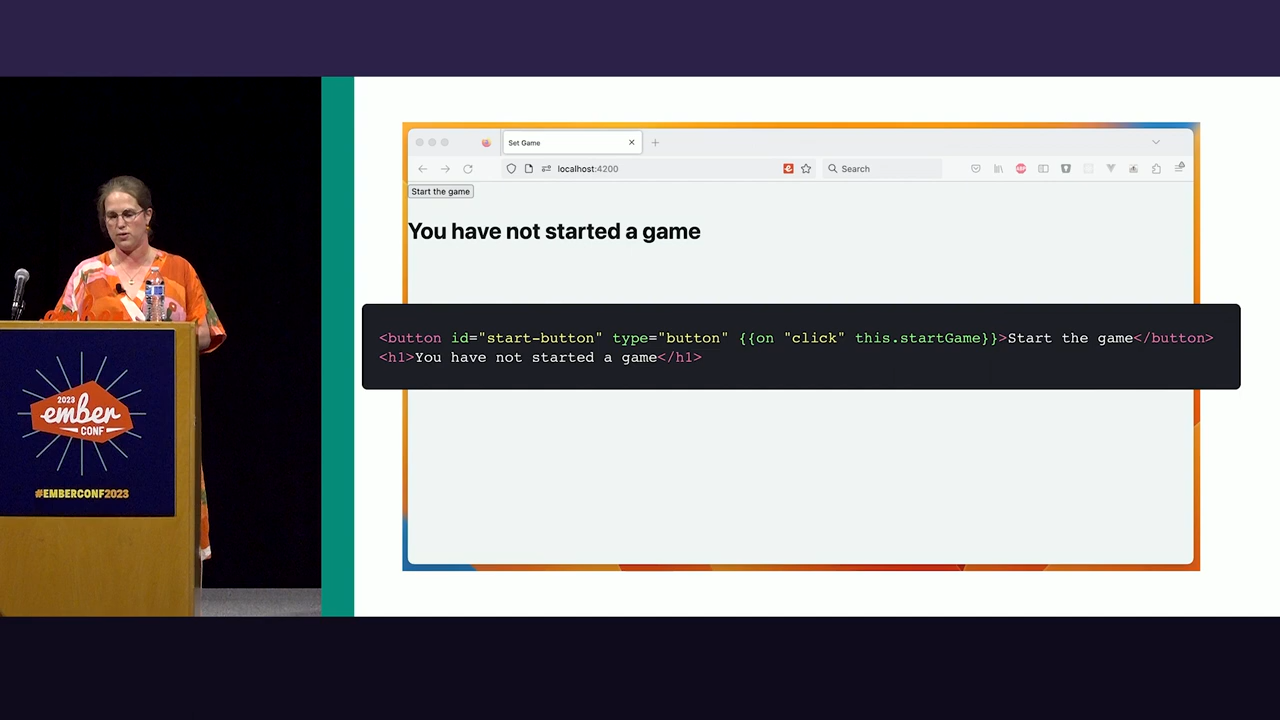 2023
ember
CONF
#EMBERCONF2023
Set Game
localhost:4200
Search
Start the game
You have not started a game
<button id="start-button" type="button" {{on "click" this.startGame}}>Start the game</button>
<h1>You have not started a game</h1>